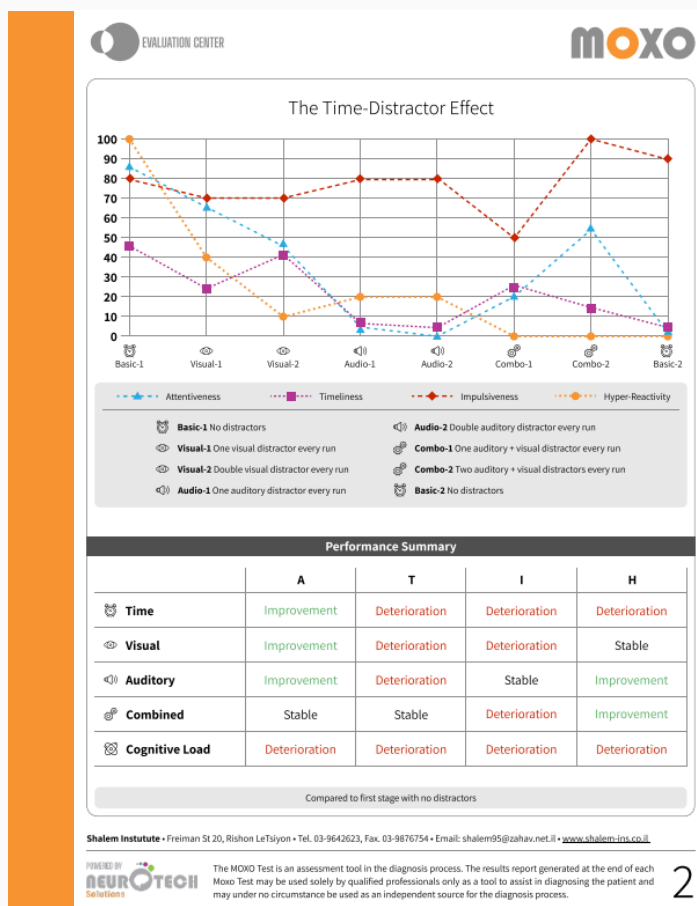 EVALUATION CENTER
MOXO
The Time-Distractor Effect
100
90
80
70
60
50
40
30
20
10
0
Basic-1 Visual-1 Visual-2 Audio-1 Audio-2 Combo-1 Combo-2 Basic-2
Attentiveness Timeliness Impulsiveness Hyper-Reactivity
Basic-1 No distractors
Visual-1 One visual distractor every run
Visual-2 Double visual distractor every run
Audio-1 One auditory distractor every run
Audio-2 Double auditory distractor every run
Combo-1 One auditory + visual distractor every run
Combo-2 Two auditory + visual distractors every run
Basic-2 No distractors
Performance Summary
A T I H
Time Improvement Deterioration Deterioration Deterioration
Visual Improvement Deterioration Deterioration Stable
Auditory Improvement Deterioration Stable Improvement
Combined Stable Stable Deterioration Improvement
Cognitive Load Deterioration Deterioration Deterioration Deterioration
Compared to first stage with no distractors
Shalem Instutute • Freiman St 20, Rishon LeTsiyon • Tel. 03-9642623, Fax. 03-9876754 • Email: shalem95@zahav.net.il • www.shalem-ins.co.il
POWERED BY
NEUROTECH
Solutions
The MOXO Test is an assessment tool in the diagnosis process. The results report generated at the end of each
Moxo Test may be used solely by qualified professionals only as a tool to assist in diagnosing the patient and
may under no circumstance be used as an independent source for the diagnosis process.
2